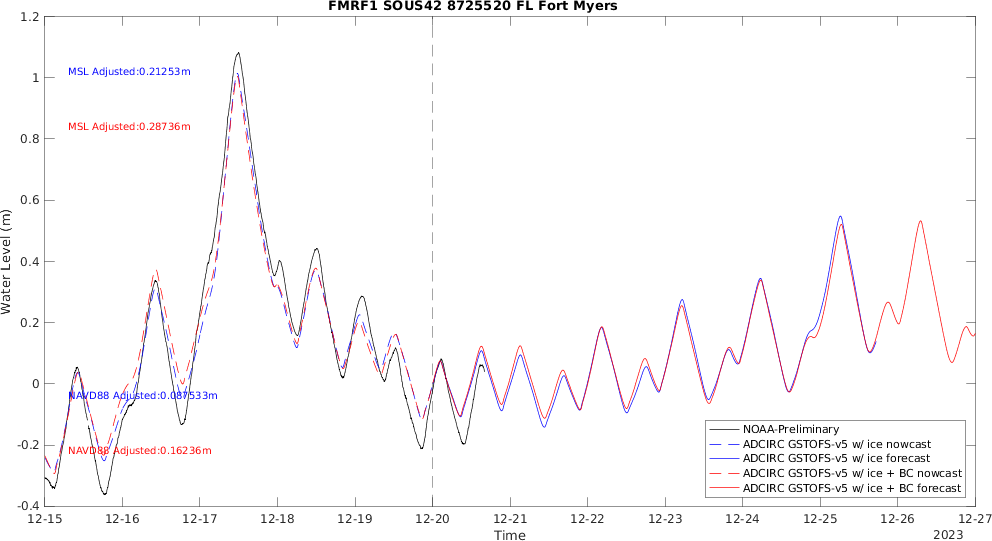 FMRF1 SOUS42 8725520 FL Fort Myers
1.2
1
0.8
0.6
0.4
0.2
0
-0.2
-0.4
Water Level (m)
MSL Adjusted:0.21253m
MSL Adjusted:0.28736m
NAVD88 Adjusted:0.087533m
NAVD88 Adjusted:0.16236m
NOAA-Preliminary
ADCIRC GSTOFS-v5 w/ ice nowcast
ADCIRC GSTOFS-v5 w/ ice forecast
ADCIRC GSTOFS-v5 w/ ice + BC nowcast
ADCIRC GSTOFS-v5 w/ ice + BC forecast
12-15 12-16 12-17 12-18 12-19 12-20 12-21 12-22 12-23 12-24 12-25 12-26 12-27
Time
2023